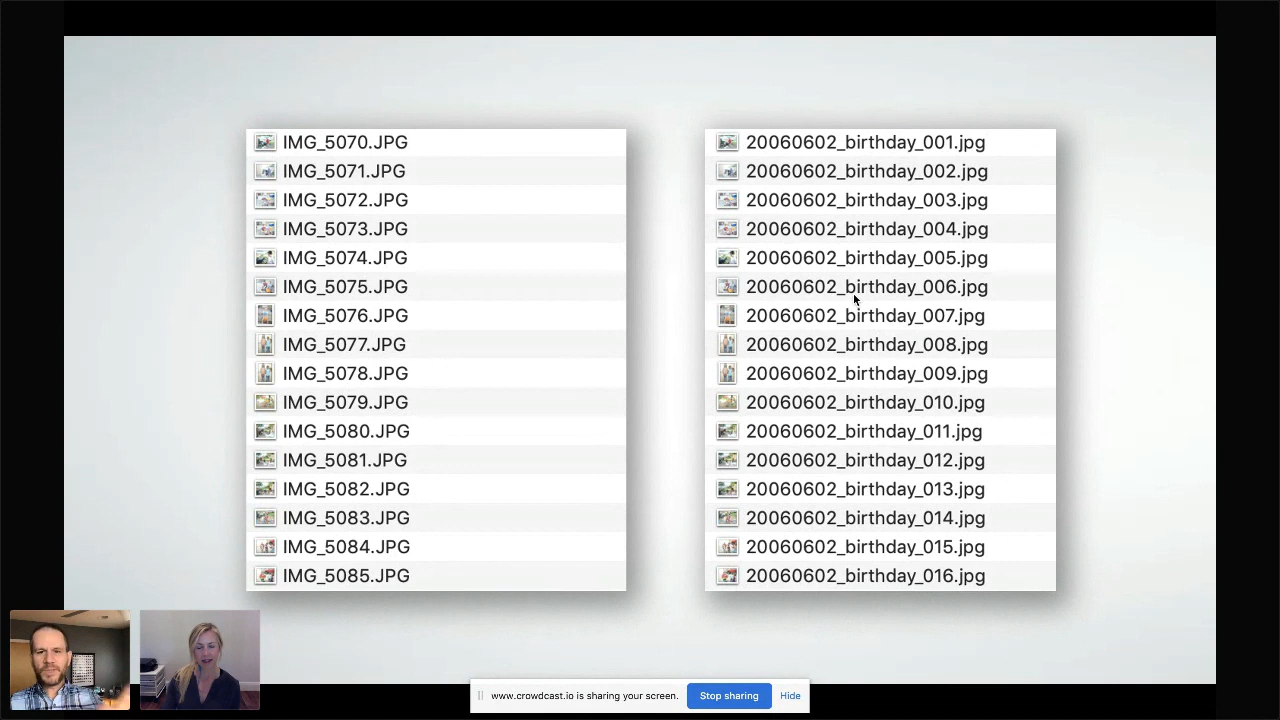 IMG_5070.JPG
IMG_5071.JPG
IMG_5072.JPG
IMG_5073.JPG
IMG_5074.JPG
IMG_5075.JPG
IMG_5076.JPG
IMG_5077.JPG
IMG_5078.JPG
IMG_5079.JPG
IMG_5080.JPG
IMG_5081.JPG
IMG_5082.JPG
IMG_5083.JPG
IMG_5084.JPG
IMG_5085.JPG
20060602_birthday_001.jpg
20060602_birthday_002.jpg
20060602_birthday_003.jpg
20060602_birthday_004.jpg
20060602_birthday_005.jpg
20060602_birthday_006.jpg
20060602_birthday_007.jpg
20060602_birthday_008.jpg
20060602_birthday_009.jpg
20060602_birthday_010.jpg
20060602_birthday_011.jpg
20060602_birthday_012.jpg
20060602_birthday_013.jpg
20060602_birthday_014.jpg
20060602_birthday_015.jpg
20060602_birthday_016.jpg
www.crowdcast.io is sharing your screen. Stop sharing Hide